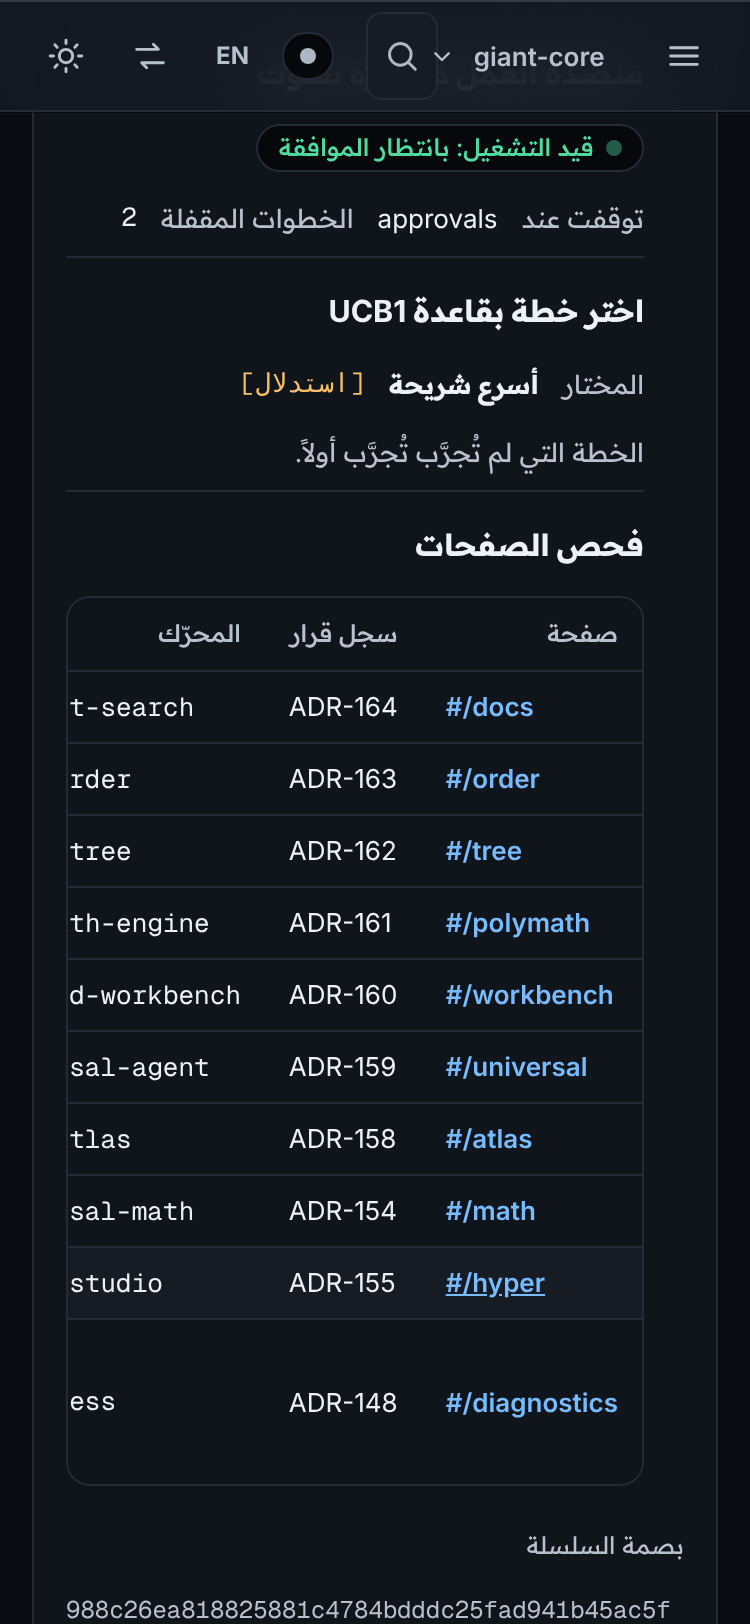 giant-core EN
قيد التشغيل: بانتظار الموافقة
توقفت عند approvals الخطوات المقفلة 2
اختر خطة بقاعدة UCB1
المختار أسرع شريحة [استدلال]
الخطة التي لم تُجرَّب تُجرَّب أولاً.
فحص الصفحات
صفحة سجل قرار المحرّك
#/docs ADR-164 t-search
#/order ADR-163 rder
#/tree ADR-162 tree
#/polymath ADR-161 th-engine
#/workbench ADR-160 d-workbench
#/universal ADR-159 sal-agent
#/atlas ADR-158 tlas
#/math ADR-154 sal-math
#/hyper ADR-155 studio
#/diagnostics ADR-148 ess
بصمة السلسلة
988c26ea818825881c4784bdddc25fad941b45ac5f